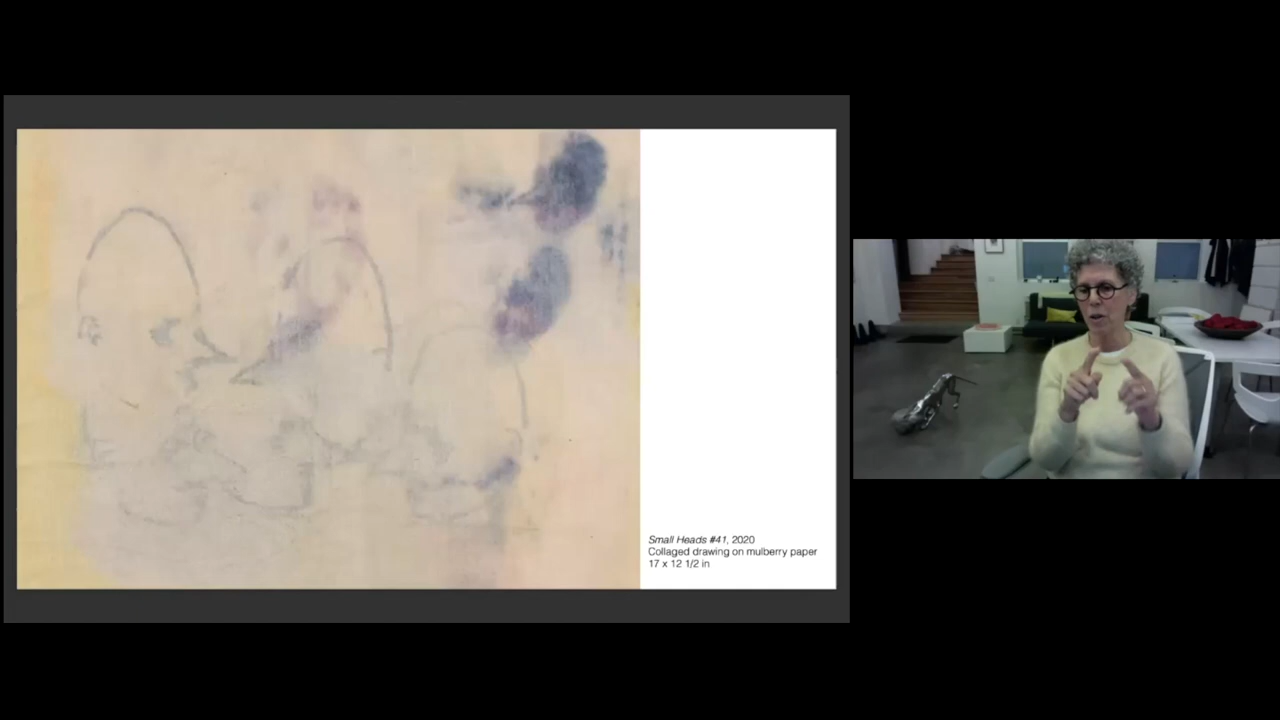 Small Heads #41, 2020
Collaged drawing on mulberry paper
17 x 12 1/2 in